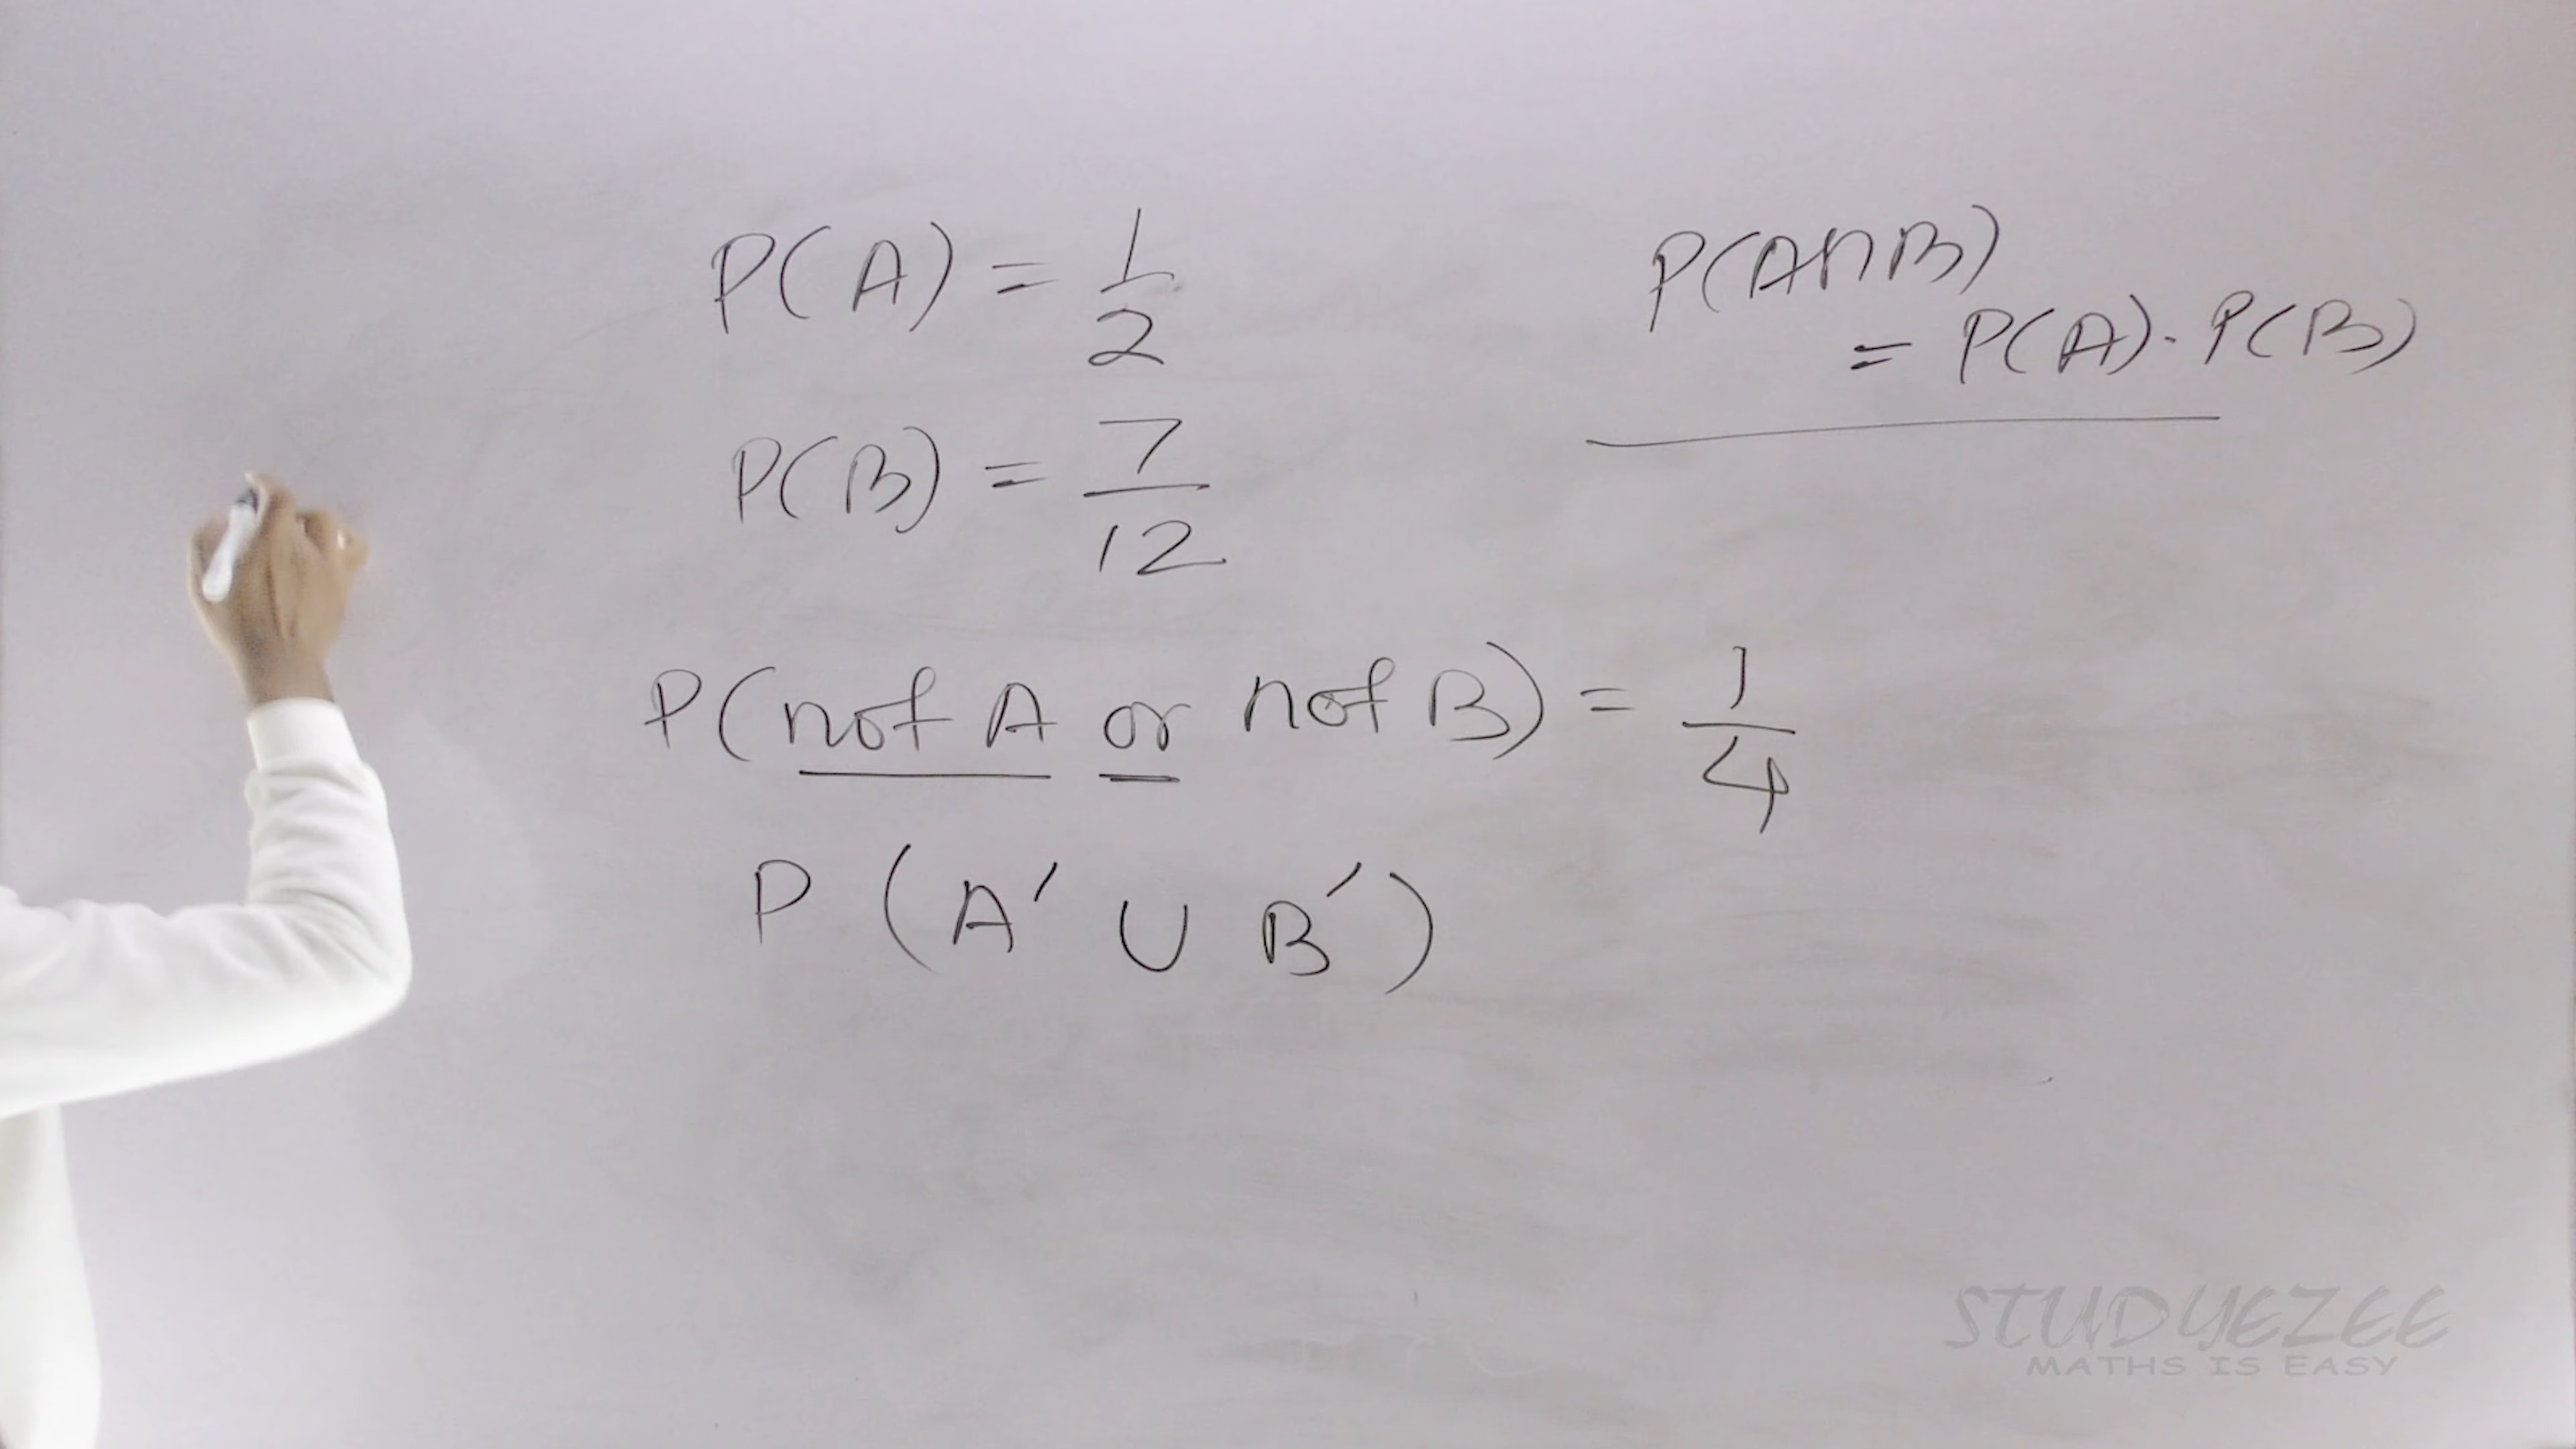 P(A) = 1/2
P(A∩B)
= P(A)·P(B)
P(B) = 7/12
P(not A or not B) = 1/4
P (A′ ∪ B′)
STUDYEZEE
MATHS IS EASY